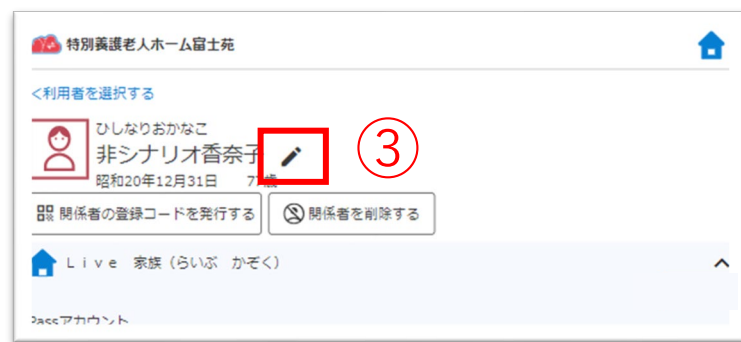 特別養護老人ホーム富士苑
<利用者を選択する
ひしなりおかなこ
非シナリオ香奈子
③
昭和20年12月31日 77歳
関係者の登録コードを発行する
関係者を削除する
Live 家族（らいぶ かぞく）
Passアカウント